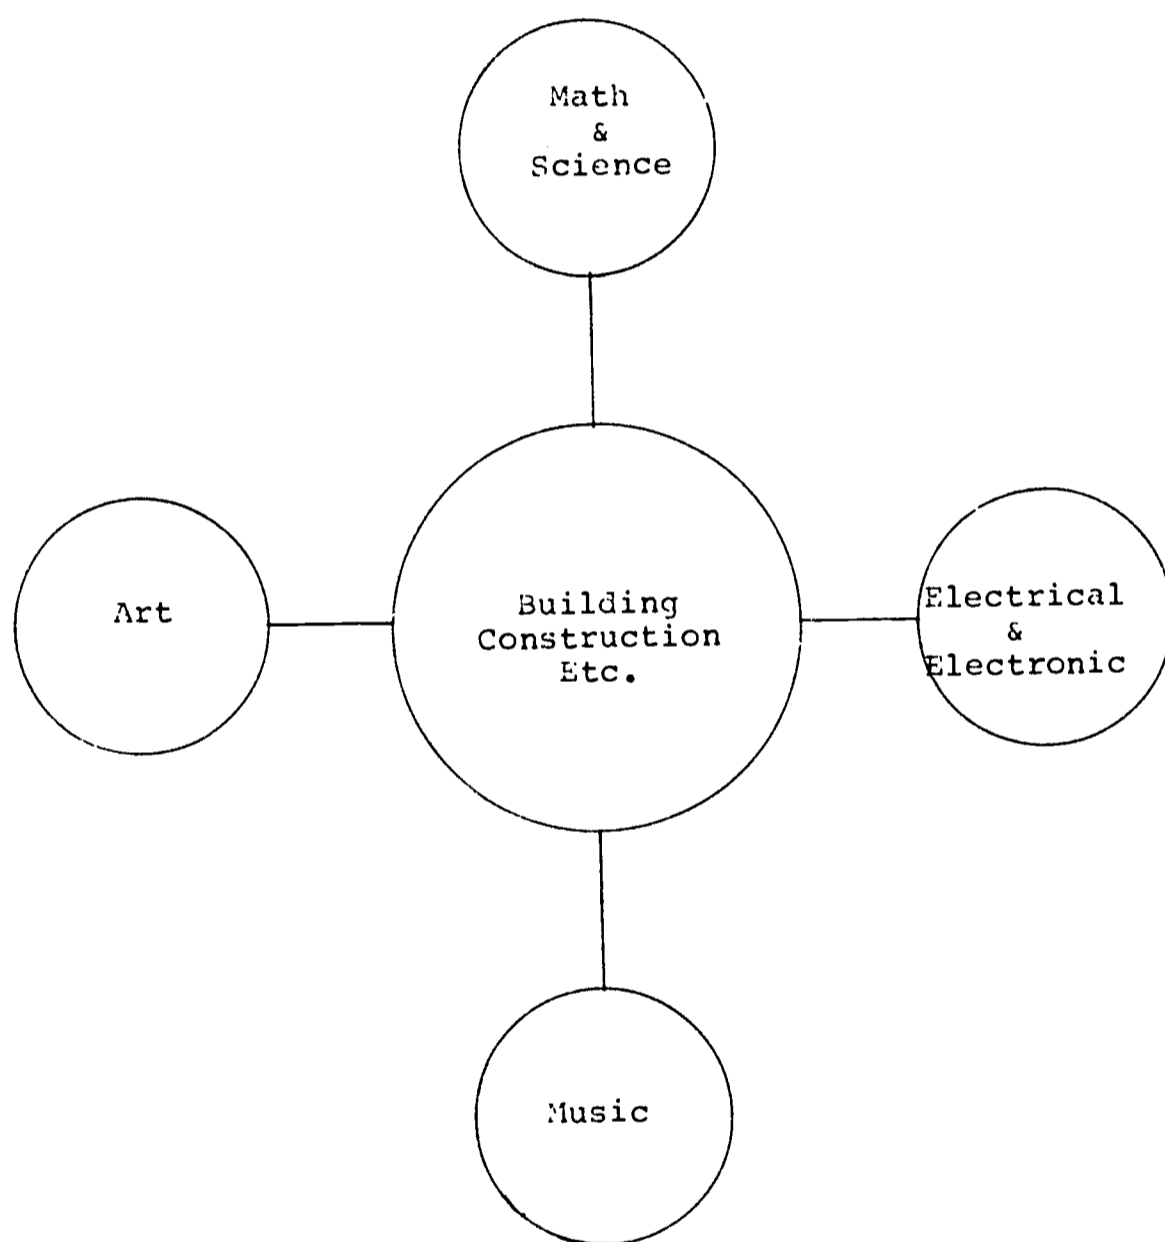 Math
&
Science
Art
Building
Construction
Etc.
Electrical
&
Electronic
Music